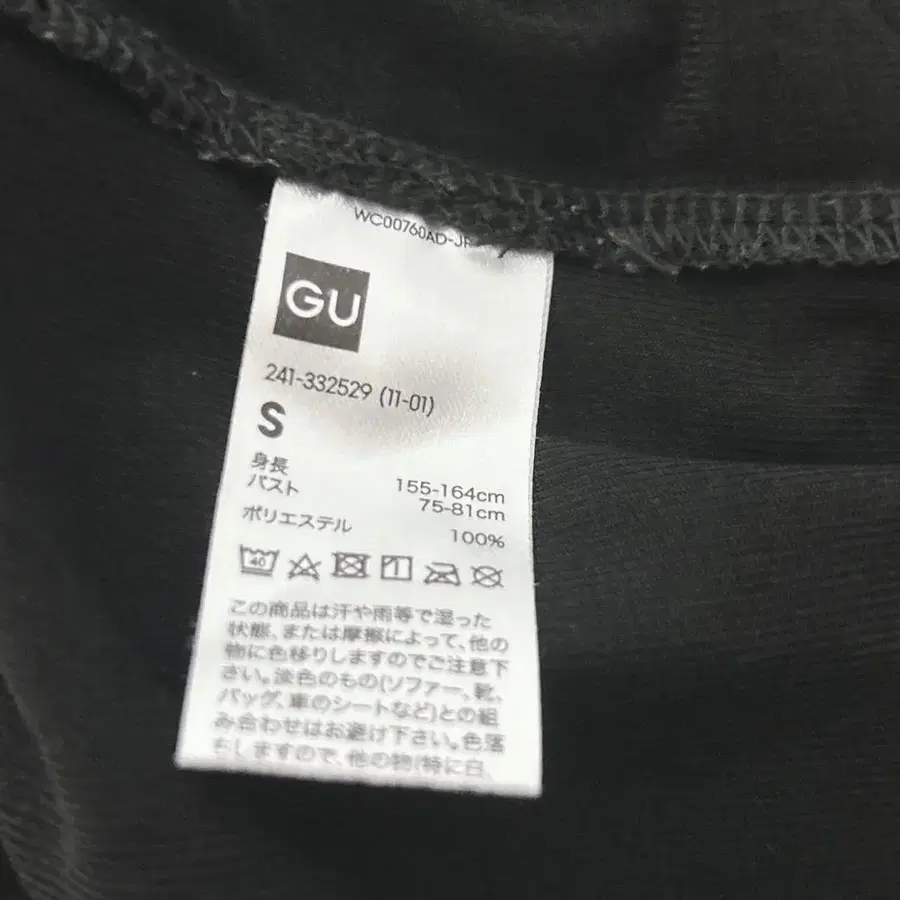 WC00760AD-JP
GU
241-332529 (11-01)
S
身長 155-164cm
バスト 75-81cm
ポリエステル 100%
40
この商品は汗や雨等で湿った
状態、または摩擦によって、他の
物に色移りしますのでご注意下
さい。淡色のもの(ソファー、靴、
バッグ、車のシートなど)との組
み合わせはお避け下さい。色落
ちしますので、他の物(特に白